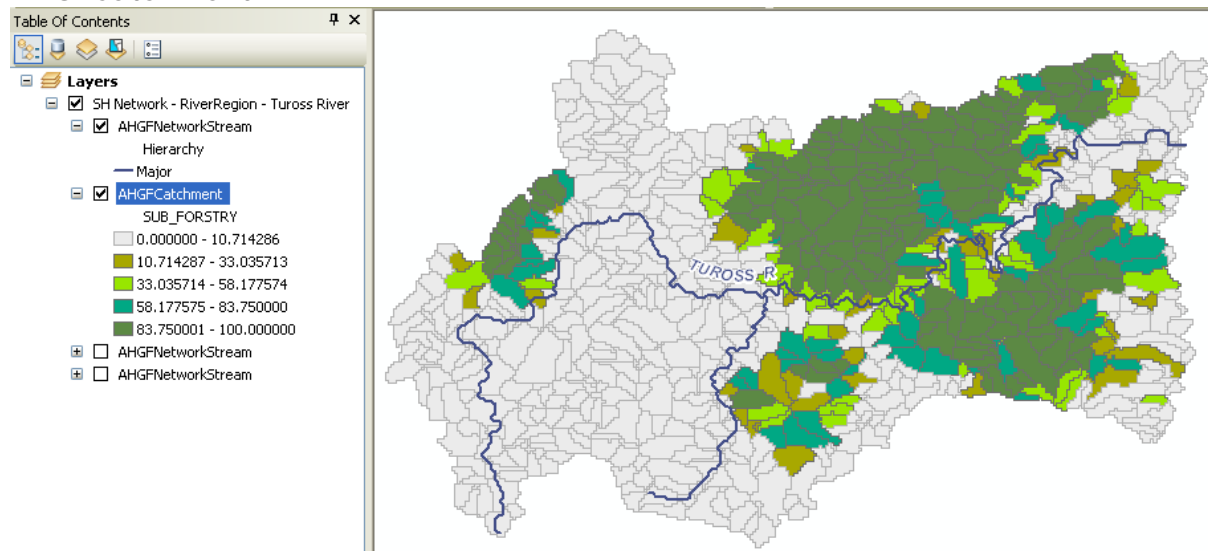 Table Of Contents
Layers
SH Network - RiverRegion - Tuross River
AHGFNetworkStream
Hierarchy
Major
AHGFCatchment
SUB_FORSTRY
0.000000 - 10.714286
10.714287 - 33.035713
33.035714 - 58.177574
58.177575 - 83.750000
83.750001 - 100.000000
AHGFNetworkStream
AHGFNetworkStream
TUROSS R